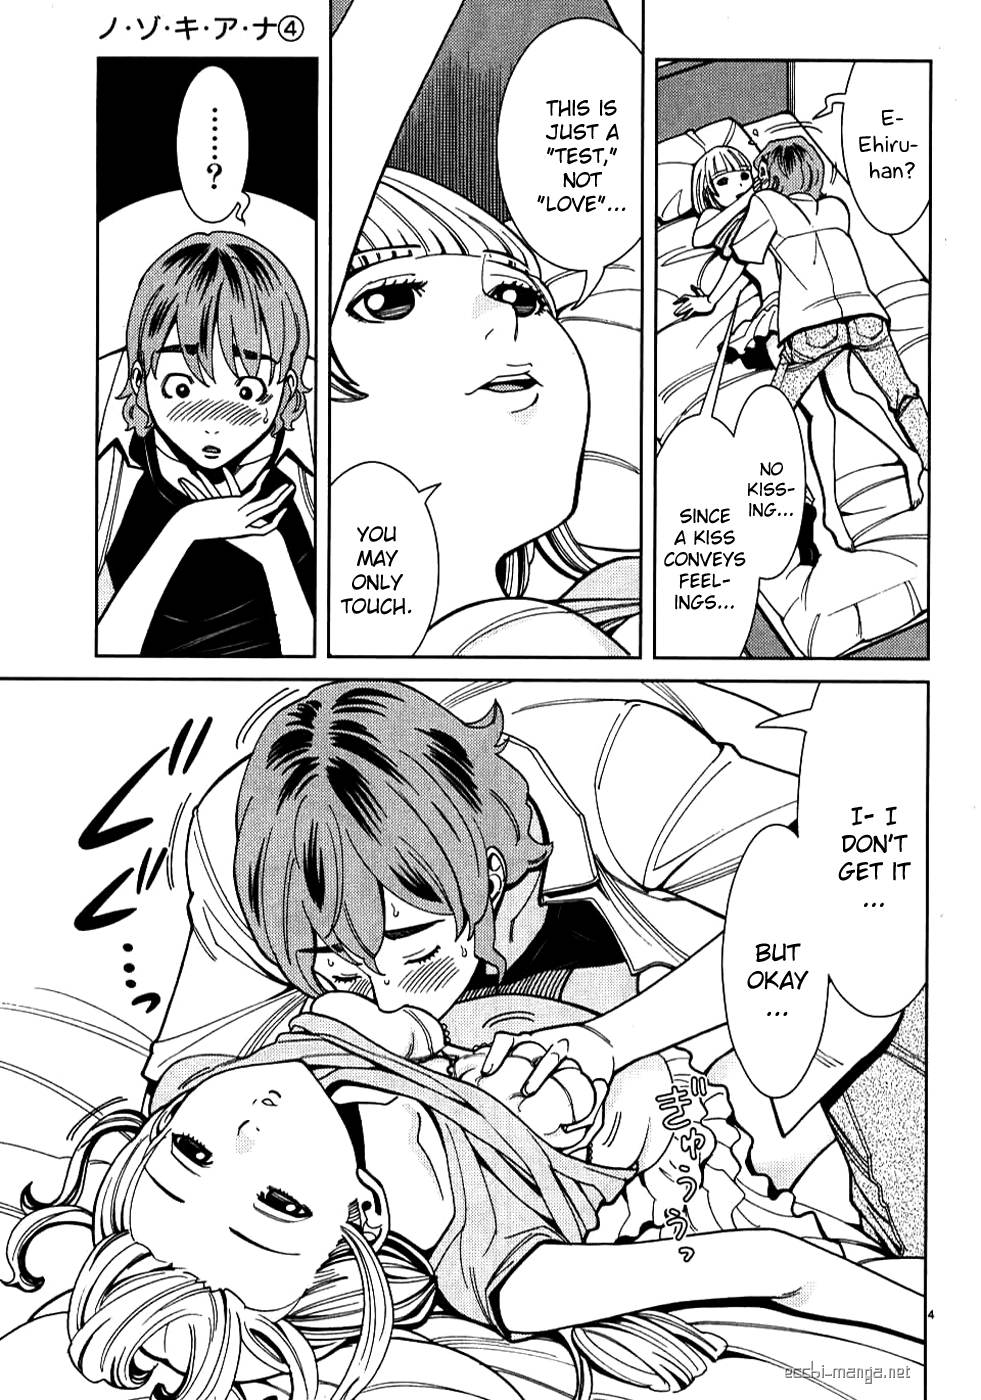 ノ・ゾ・キ・ア・ナ④
E-
Ehiru-
han?
NO
KISS-
ING...
SINCE
A KISS
CONVEYS
FEEL-
INGS...
THIS IS
JUST A
"TEST,"
NOT
"LOVE"...
YOU
MAY
ONLY
TOUCH.
……?
I- I
DON'T
GET IT
...
BUT
OKAY
...
ぎゅううっ
4
ecchi-manga.net